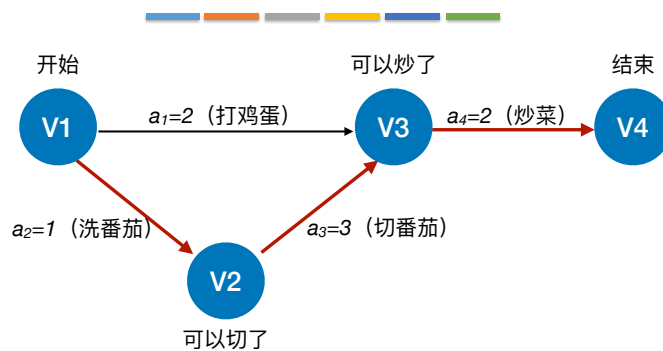 开始
可以炒了
结束
V1
a₁=2（打鸡蛋）
V3
a₄=2（炒菜）
V4
a₂=1（洗番茄）
a₃=3（切番茄）
V2
可以切了